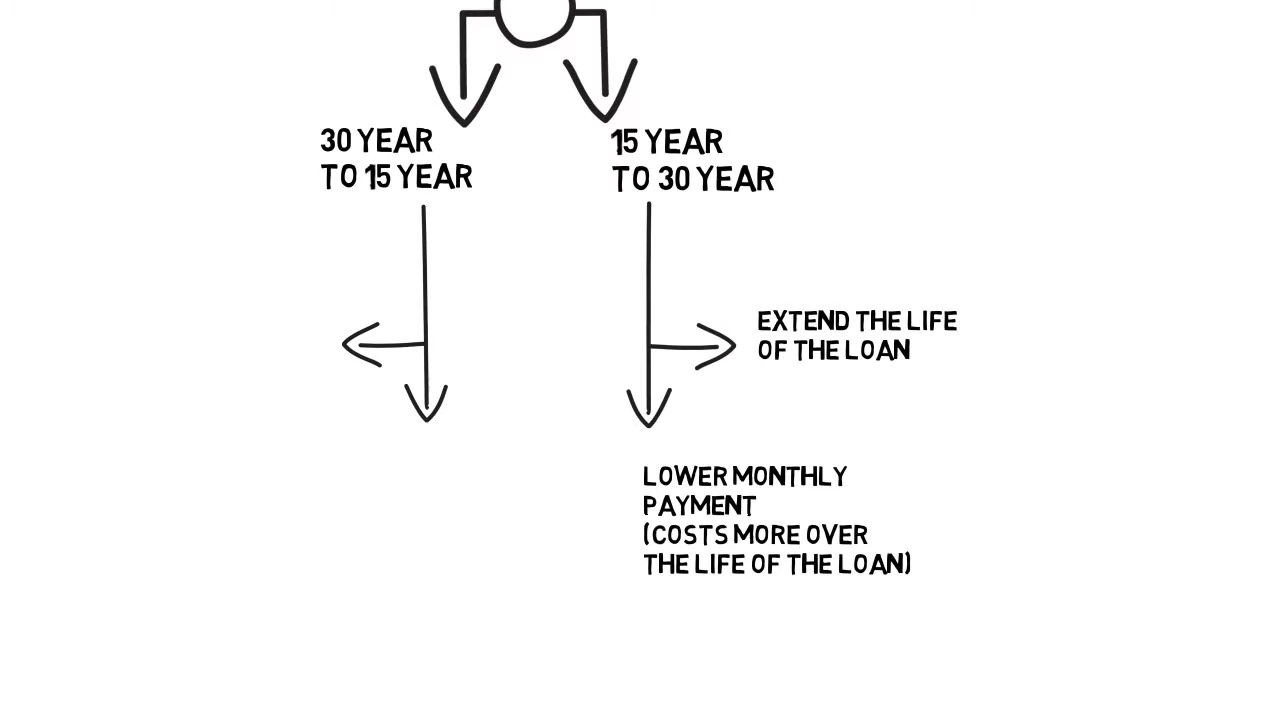 30 YEAR
TO 15 YEAR
15 YEAR
TO 30 YEAR
EXTEND THE LIFE
OF THE LOAN
LOWER MONTHLY
PAYMENT
(COSTS MORE OVER
THE LIFE OF THE LOAN)